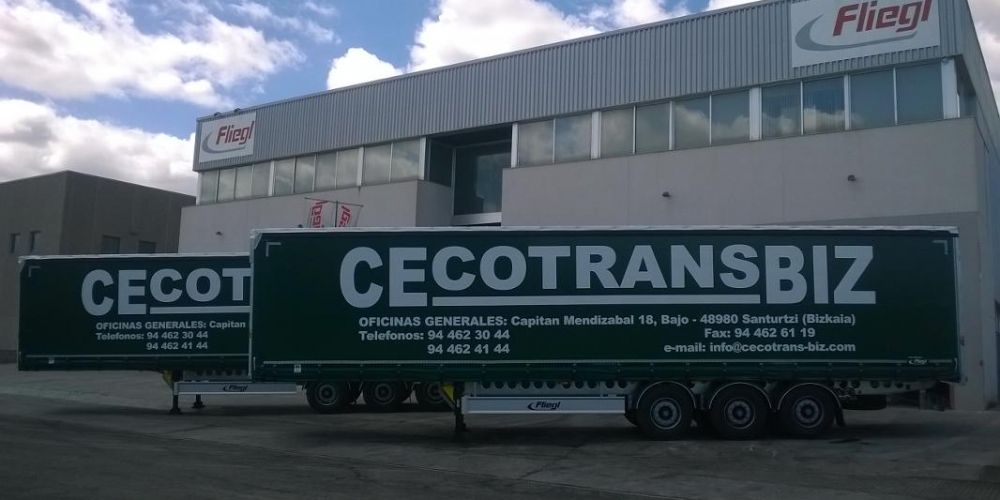 Fliegl
Fliegl
Fliegl
CECOTRANSBIZ
OFICINAS GENERALES: Capitan Mendizabal 18, Bajo - 48980 Santurtzi (Bizkaia)
Telefonos: 94 462 30 44
94 462 41 44
Fax: 94 462 61 19
e-mail: info@cecotrans-biz.com
Fliegl
Fliegl
CECOT
OFICINAS GENERALES: Capitan
Telefonos: 94 462 30 44
94 462 41 44
Fliegl